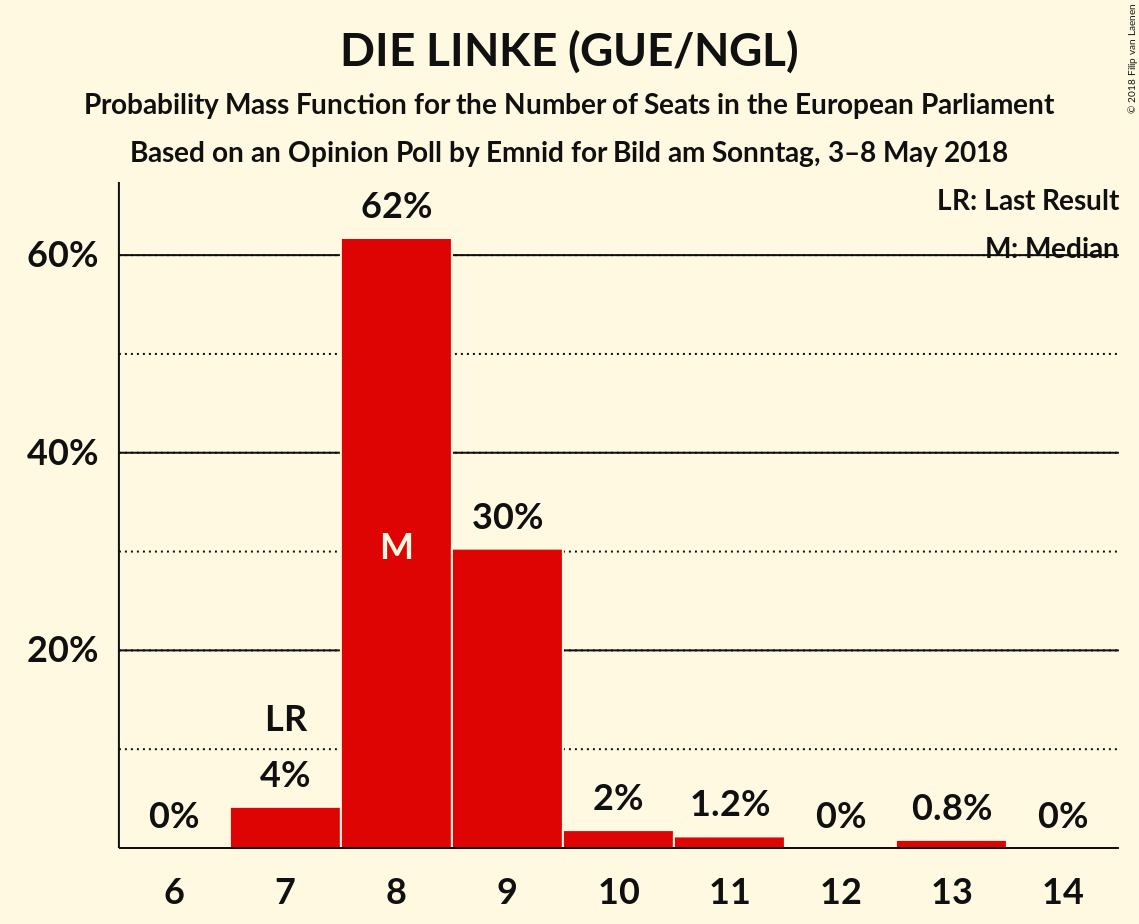 DIE LINKE (GUE/NGL)
Probability Mass Function for the Number of Seats in the European Parliament
Based on an Opinion Poll by Emnid for Bild am Sonntag, 3–8 May 2018
© 2018 Filip van Laenen
LR: Last Result
M: Median
62%
60%
40%
30%
M
20%
LR
4%
0%
2%
1.2%
0%
0.8%
0%
6 7 8 9 10 11 12 13 14